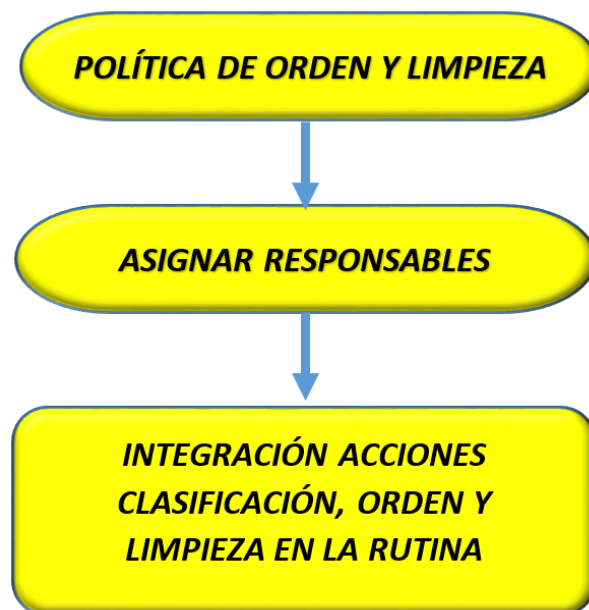 POLÍTICA DE ORDEN Y LIMPIEZA
ASIGNAR RESPONSABLES
INTEGRACIÓN ACCIONES
CLASIFICACIÓN, ORDEN Y
LIMPIEZA EN LA RUTINA